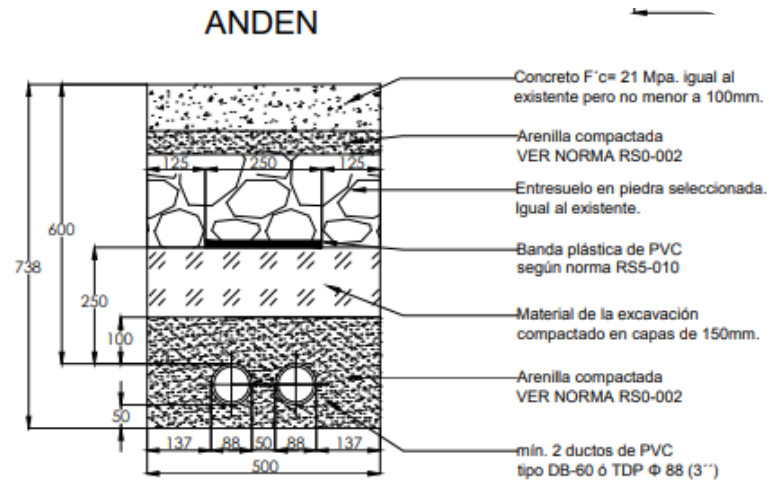 ANDEN
Concreto F´c= 21 Mpa. igual al
existente pero no menor a 100mm.
Arenilla compactada
VER NORMA RS0-002
125
250
125
Entresuelo en piedra seleccionada.
Igual al existente.
600
Banda plástica de PVC
según norma RS5-010
738
250
Material de la excavación
compactado en capas de 150mm.
100
Arenilla compactada
VER NORMA RS0-002
50
137
88
50
88
137
mín. 2 ductos de PVC
tipo DB-60 ó TDP Φ 88 (3´´)
500